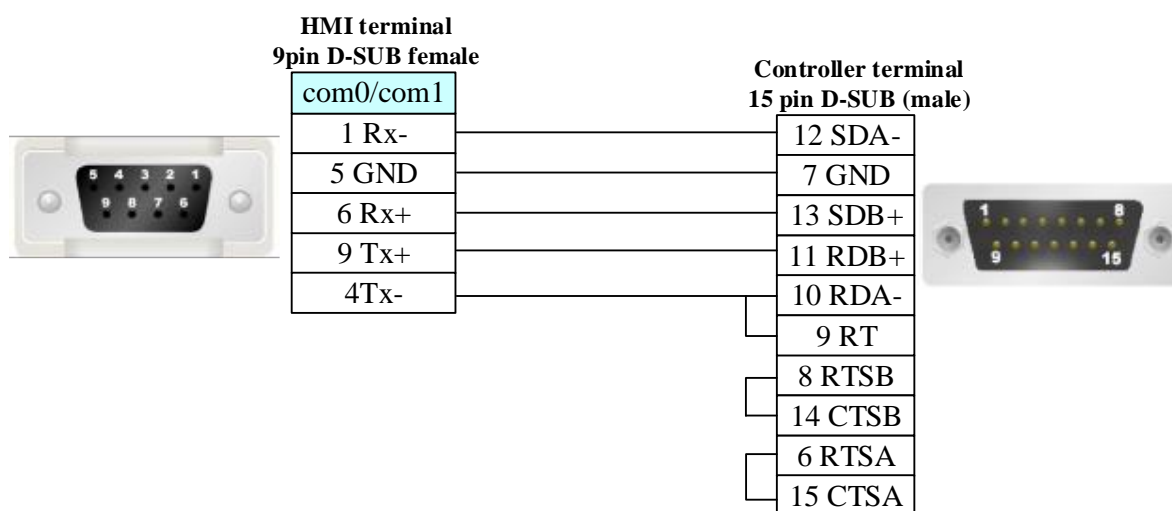 HMI terminal
9pin D-SUB female
com0/com1
1 Rx-
5 GND
6 Rx+
9 Tx+
4Tx-
5 4 3 2 1
9 8 7 6
Controller terminal
15 pin D-SUB (male)
12 SDA-
7 GND
13 SDB+
11 RDB+
10 RDA-
9 RT
8 RTSB
14 CTSB
6 RTSA
15 CTSA
1 8
9 15